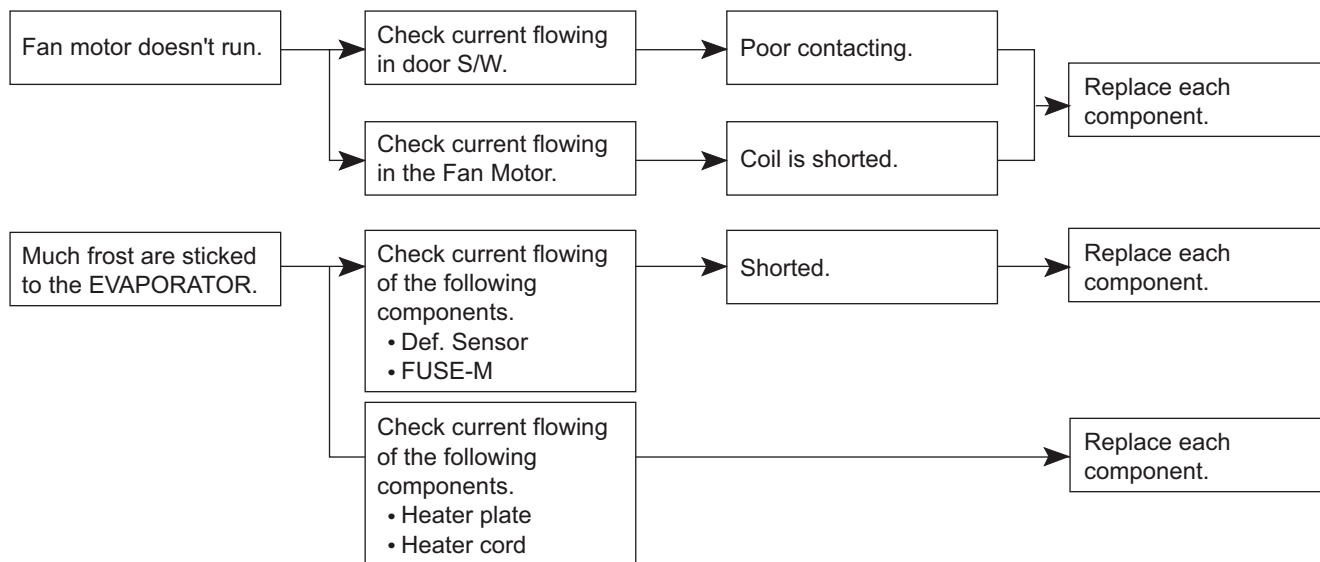 Fan motor doesn't run.
Check current flowing
in door S/W.
Poor contacting.
Replace each
component.
Check current flowing
in the Fan Motor.
Coil is shorted.
Much frost are sticked
to the EVAPORATOR.
Check current flowing
of the following
components.
• Def. Sensor
• FUSE-M
Shorted.
Replace each
component.
Check current flowing
of the following
components.
• Heater plate
• Heater cord
Replace each
component.